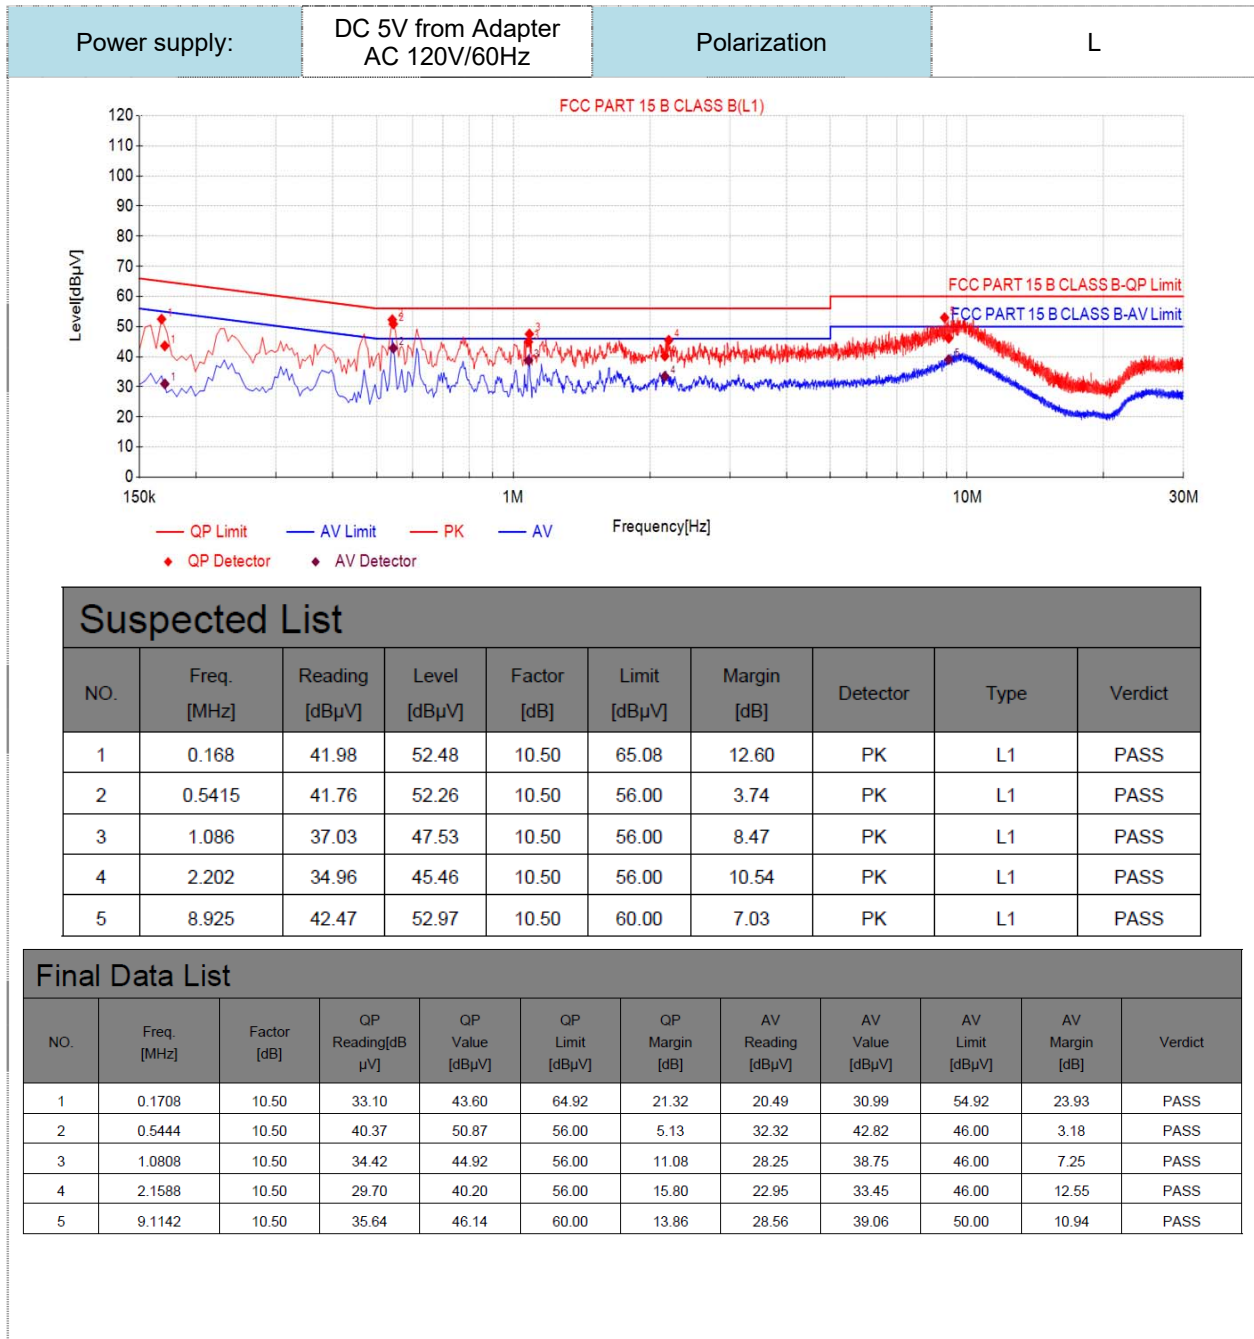 Power supply: DC 5V from Adapter AC 120V/60Hz Polarization L
FCC PART 15 B CLASS B(L1)
120
110
100
90
80
70
60
50
40
30
20
10
0
Level[dBμV]
FCC PART 15 B CLASS B-QP Limit
FCC PART 15 B CLASS B-AV Limit
150k 1M 10M 30M
Frequency[Hz]
QP Limit AV Limit PK AV
QP Detector AV Detector
Suspected List
NO. Freq. [MHz] Reading [dBμV] Level [dBμV] Factor [dB] Limit [dBμV] Margin [dB] Detector Type Verdict
1 0.168 41.98 52.48 10.50 65.08 12.60 PK L1 PASS
2 0.5415 41.76 52.26 10.50 56.00 3.74 PK L1 PASS
3 1.086 37.03 47.53 10.50 56.00 8.47 PK L1 PASS
4 2.202 34.96 45.46 10.50 56.00 10.54 PK L1 PASS
5 8.925 42.47 52.97 10.50 60.00 7.03 PK L1 PASS
Final Data List
NO. Freq. [MHz] Factor [dB] QP Reading[dBμV] QP Value [dBμV] QP Limit [dBμV] QP Margin [dB] AV Reading [dBμV] AV Value [dBμV] AV Limit [dBμV] AV Margin [dB] Verdict
1 0.1708 10.50 33.10 43.60 64.92 21.32 20.49 30.99 54.92 23.93 PASS
2 0.5444 10.50 40.37 50.87 56.00 5.13 32.32 42.82 46.00 3.18 PASS
3 1.0808 10.50 34.42 44.92 56.00 11.08 28.25 38.75 46.00 7.25 PASS
4 2.1588 10.50 29.70 40.20 56.00 15.80 22.95 33.45 46.00 12.55 PASS
5 9.1142 10.50 35.64 46.14 60.00 13.86 28.56 39.06 50.00 10.94 PASS